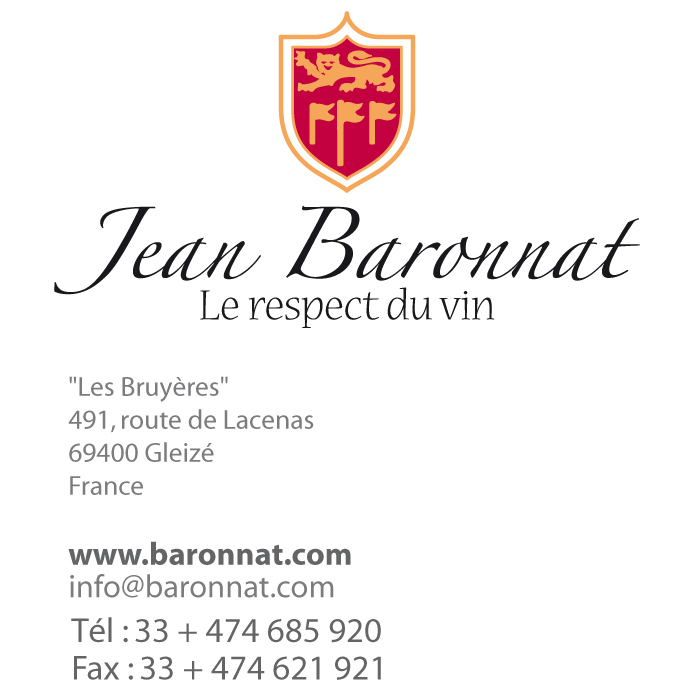 Jean Baronnat
Le respect du vin
"Les Bruyères"
491, route de Lacenas
69400 Gleizé
France
www.baronnat.com
info@baronnat.com
Tél : 33 + 474 685 920
Fax : 33 + 474 621 921